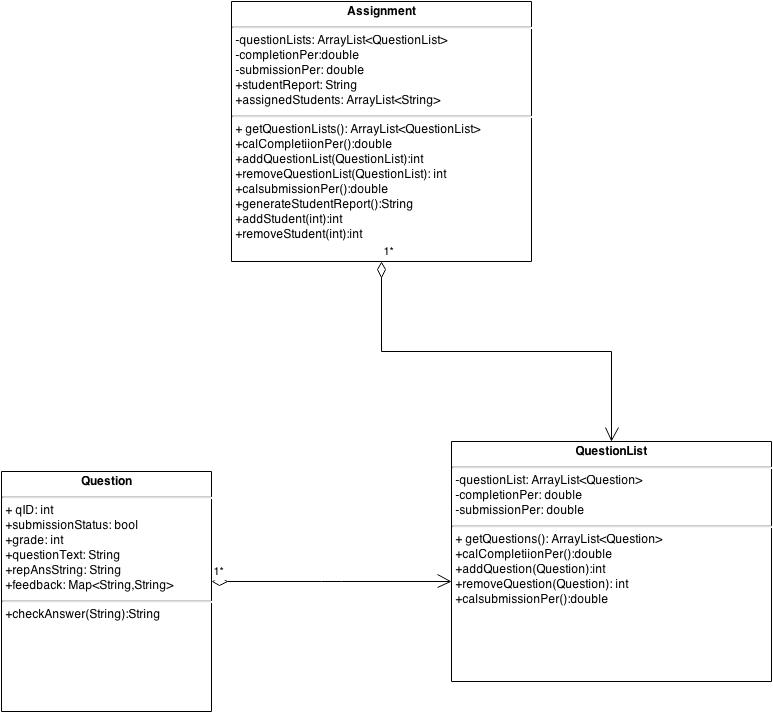 Assignment
-questionLists: ArrayList<QuestionList>
-completionPer:double
-submissionPer: double
+studentReport: String
+assignedStudents: ArrayList<String>
+ getQuestionLists(): ArrayList<QuestionList>
+calCompletiionPer():double
+addQuestionList(QuestionList):int
+removeQuestionList(QuestionList): int
+calsubmissionPer():double
+generateStudentReport():String
+addStudent(int):int
+removeStudent(int):int
1*
QuestionList
-questionList: ArrayList<Question>
-completionPer: double
-submissionPer: double
+ getQuestions(): ArrayList<Question>
+calCompletiionPer():double
+addQuestion(Question):int
+removeQuestion(Question): int
+calsubmissionPer():double
Question
+ qID: int
+submissionStatus: bool
+grade: int
+questionText: String
+repAnsString: String
+feedback: Map<String,String>
+checkAnswer(String):String
1*